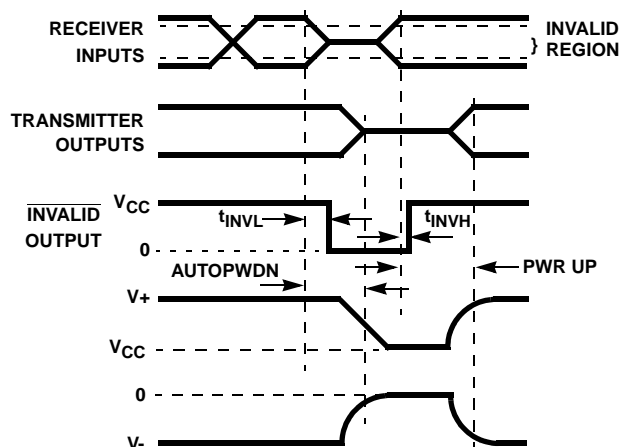 RECEIVER
INPUTS
INVALID
} REGION
TRANSMITTER
OUTPUTS
VCC
INVALID
OUTPUT
tINVL
tINVH
0
AUTOPWDN
PWR UP
V+
VCC
0
V-